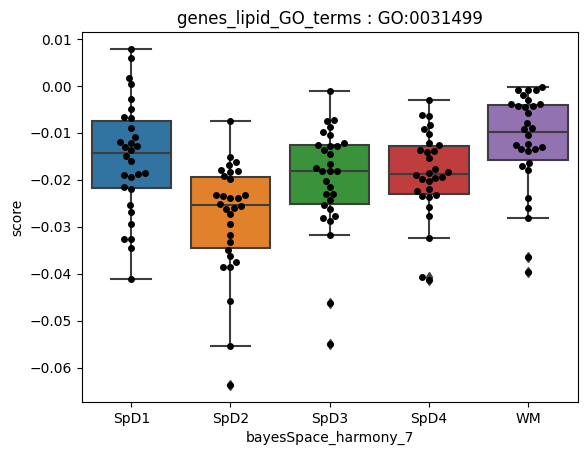 genes_lipid_GO_terms : GO:0031499
0.01
0.00
−0.01
−0.02
−0.03
−0.04
−0.05
−0.06
score
SpD1 SpD2 SpD3 SpD4 WM
bayesSpace_harmony_7